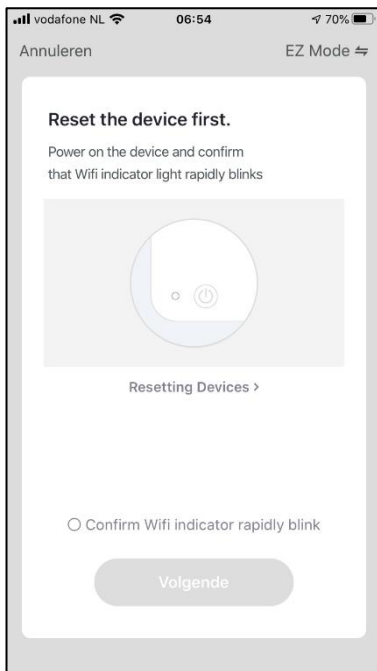 vodafone NL 06:54 70%
Annuleren EZ Mode ⇋
Reset the device first.
Power on the device and confirm
that Wifi indicator light rapidly blinks
Resetting Devices >
Confirm Wifi indicator rapidly blink
Volgende